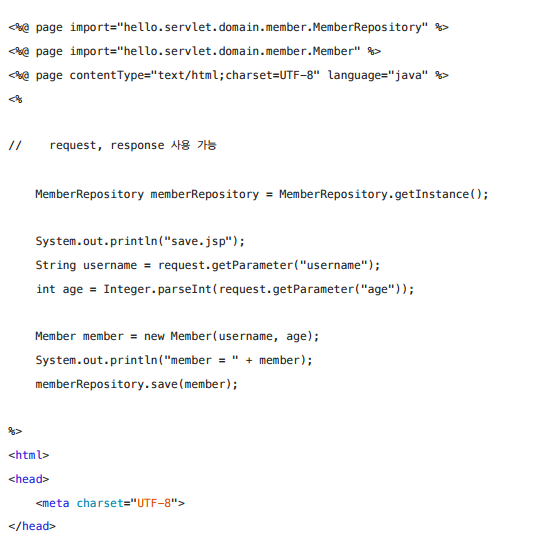 <%@ page import="hello.servlet.domain.member.MemberRepository" %>
<%@ page import="hello.servlet.domain.member.Member" %>
<%@ page contentType="text/html;charset=UTF-8" language="java" %>
<%
//    request, response 사용 가능
    MemberRepository memberRepository = MemberRepository.getInstance();
    System.out.println("save.jsp");
    String username = request.getParameter("username");
    int age = Integer.parseInt(request.getParameter("age"));
    Member member = new Member(username, age);
    System.out.println("member = " + member);
    memberRepository.save(member);
%>
<html>
<head>
    <meta charset="UTF-8">
</head>